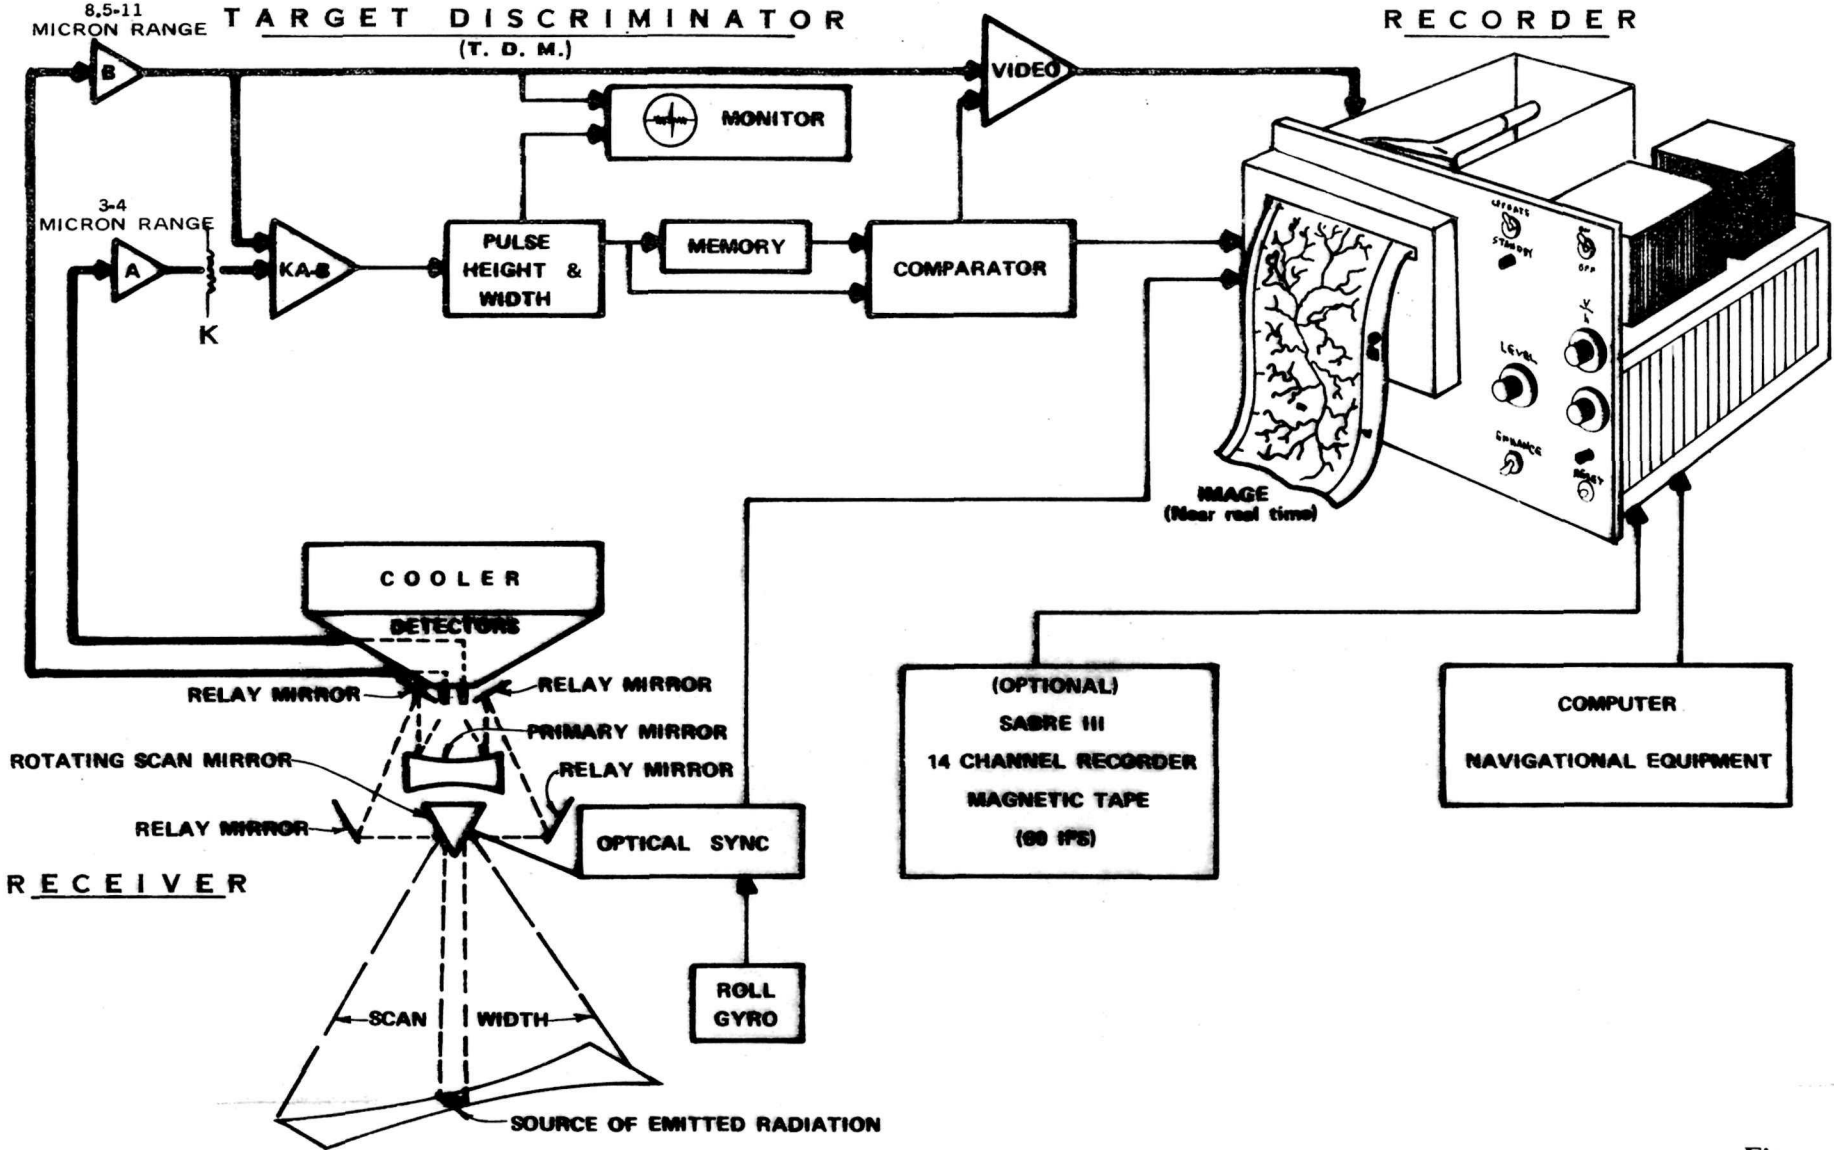 8.5-11
MICRON RANGE
TARGET DISCRIMINATOR
(T. D. M.)
RECORDER
B
VIDEO
MONITOR
3-4
MICRON RANGE
A
K
KA-B
PULSE
HEIGHT &
WIDTH
MEMORY
COMPARATOR
STANDBY
OFF
LEVEL
RESET
IMAGE
(Near real time)
COOLER
DETECTORS
RELAY MIRROR
RELAY MIRROR
PRIMARY MIRROR
ROTATING SCAN MIRROR
RELAY MIRROR
RELAY MIRROR
OPTICAL SYNC
RECEIVER
(OPTIONAL)
SABRE III
14 CHANNEL RECORDER
MAGNETIC TAPE
COMPUTER
NAVIGATIONAL EQUIPMENT
ROLL
GYRO
SCAN WIDTH
SOURCE OF EMITTED RADIATION